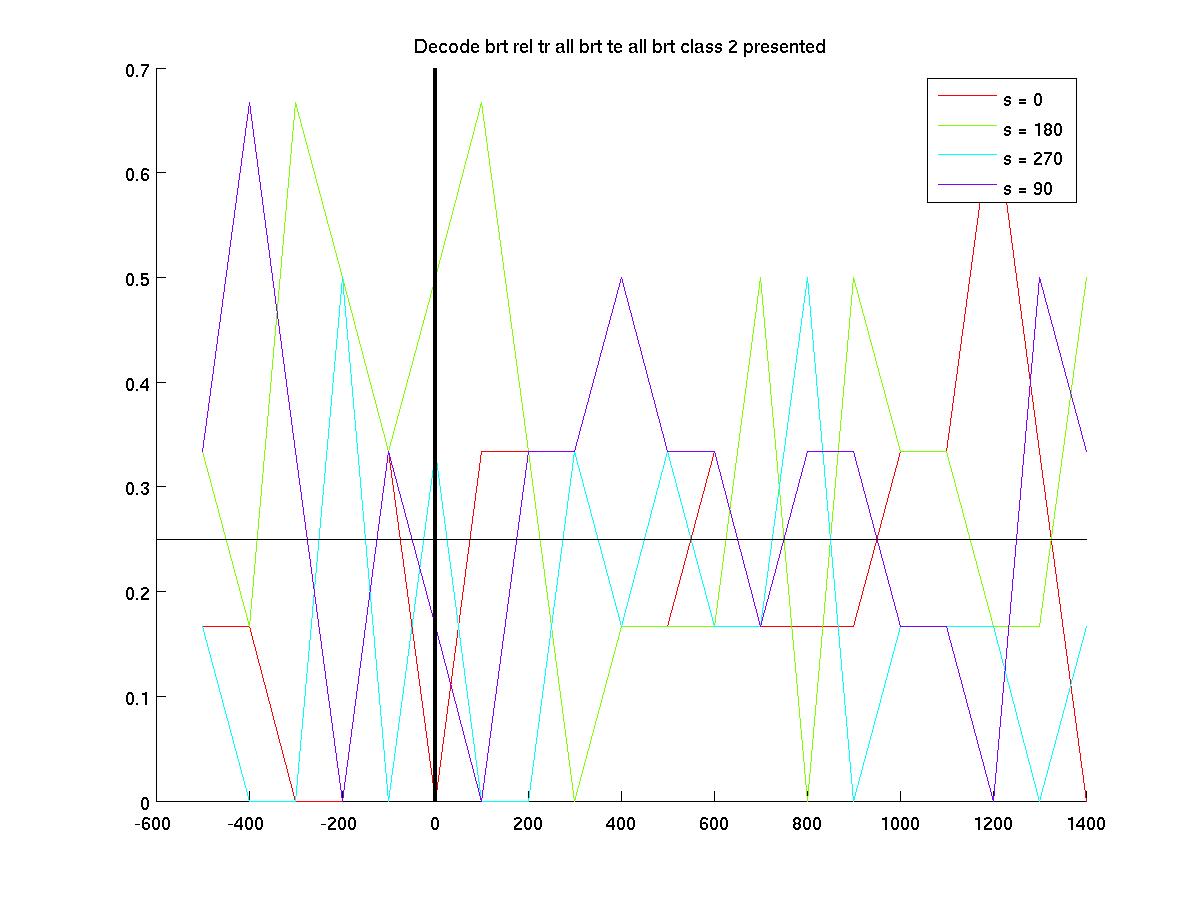 Decode brt rel tr all brt te all brt class 2 presented
0.7
s = 0
s = 180
s = 270
s = 90
0.6
0.5
0.4
0.3
0.2
0.1
0
-600 -400 -200 0 200 400 600 800 1000 1200 1400